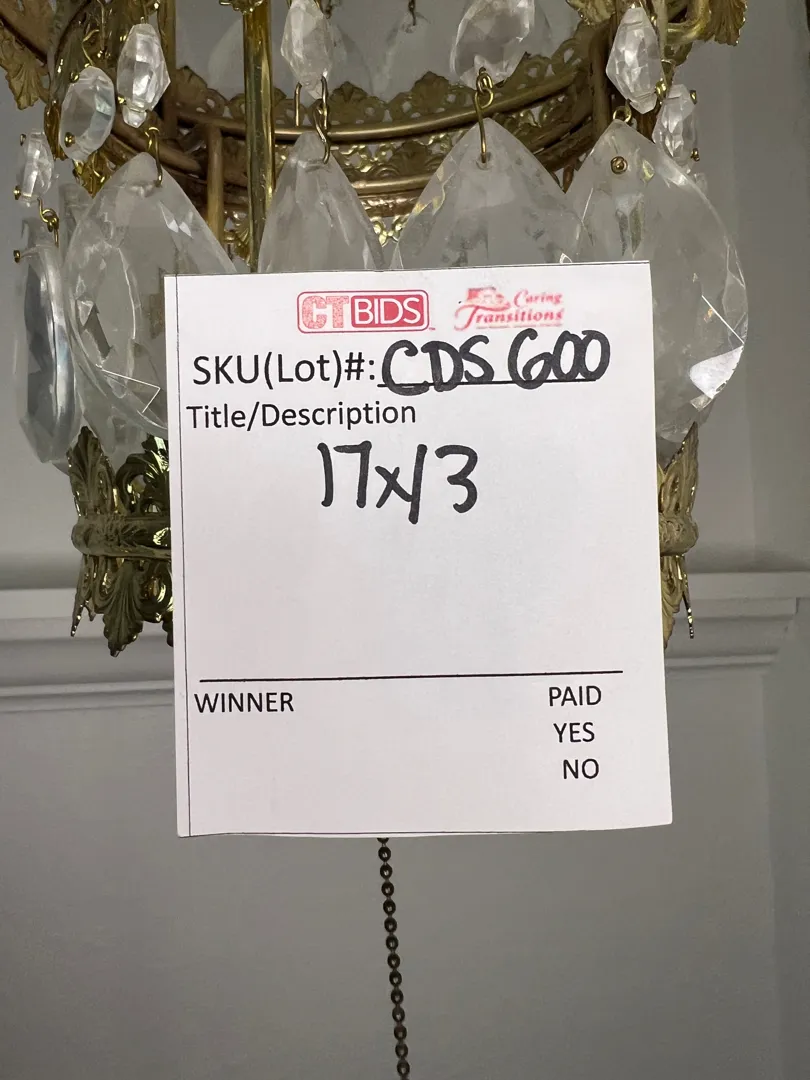 CTBIDS
Caring
Transitions
SKU(Lot)#: CDS 600
Title/Description
17x13
WINNER
PAID
YES
NO